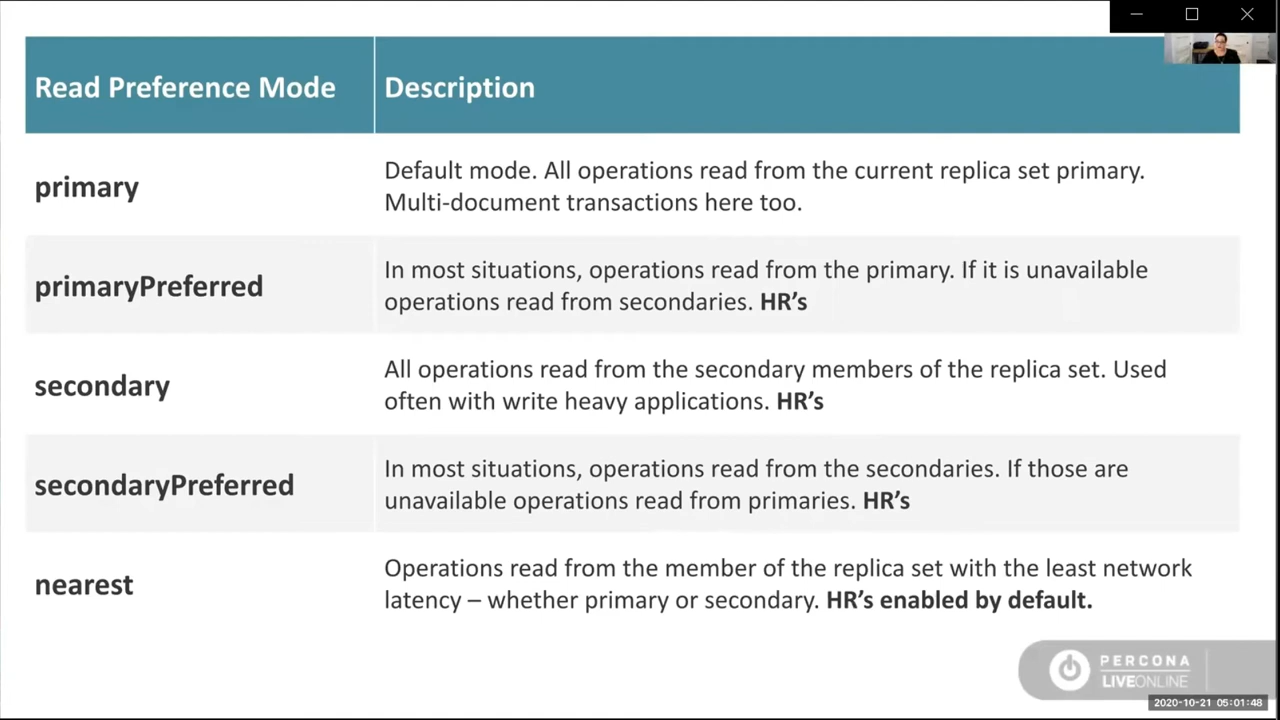 Read Preference Mode
Description
primary
Default mode. All operations read from the current replica set primary.
Multi-document transactions here too.
primaryPreferred
In most situations, operations read from the primary. If it is unavailable
operations read from secondaries. HR’s
secondary
All operations read from the secondary members of the replica set. Used
often with write heavy applications. HR’s
secondaryPreferred
In most situations, operations read from the secondaries. If those are
unavailable operations read from primaries. HR’s
nearest
Operations read from the member of the replica set with the least network
latency – whether primary or secondary. HR’s enabled by default.
PERCONA
LIVEONLINE
2020-10-21 05:01:48